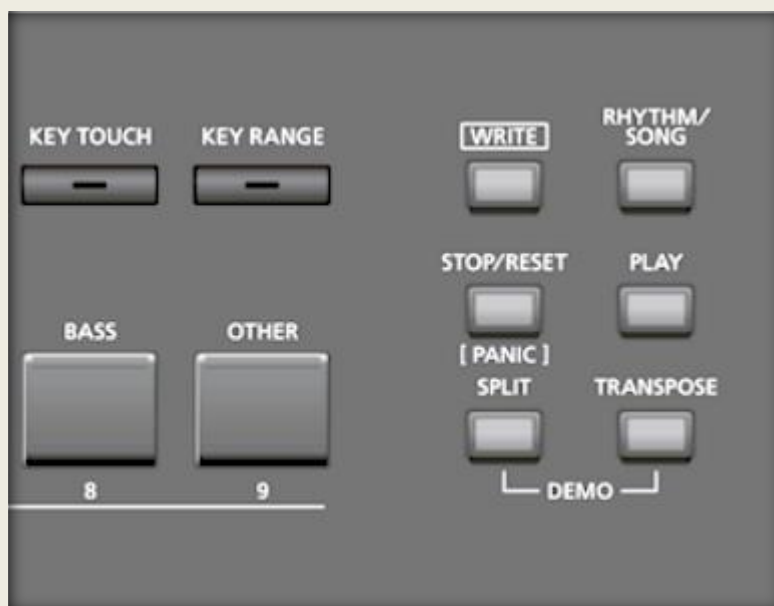 KEY TOUCH
KEY RANGE
WRITE
RHYTHM/
SONG
STOP/RESET
PLAY
[ PANIC ]
BASS
OTHER
SPLIT
TRANSPOSE
8
9
DEMO